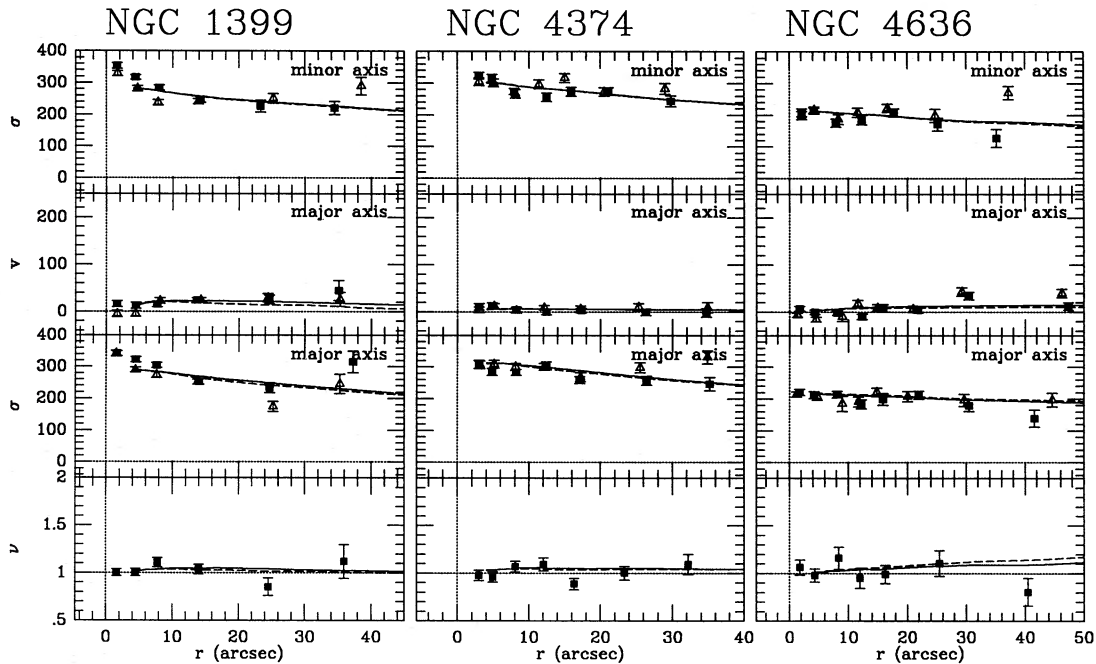 NGC 1399 NGC 4374 NGC 4636
400
300
200
100
0
σ
minor axis
minor axis
minor axis
200
100
0
v
major axis
major axis
major axis
400
300
200
100
0
σ
major axis
major axis
major axis
2
1.5
1
.5
ν
0 10 20 30 40
0 10 20 30 40
0 10 20 30 40 50
r (arcsec) r (arcsec) r (arcsec)